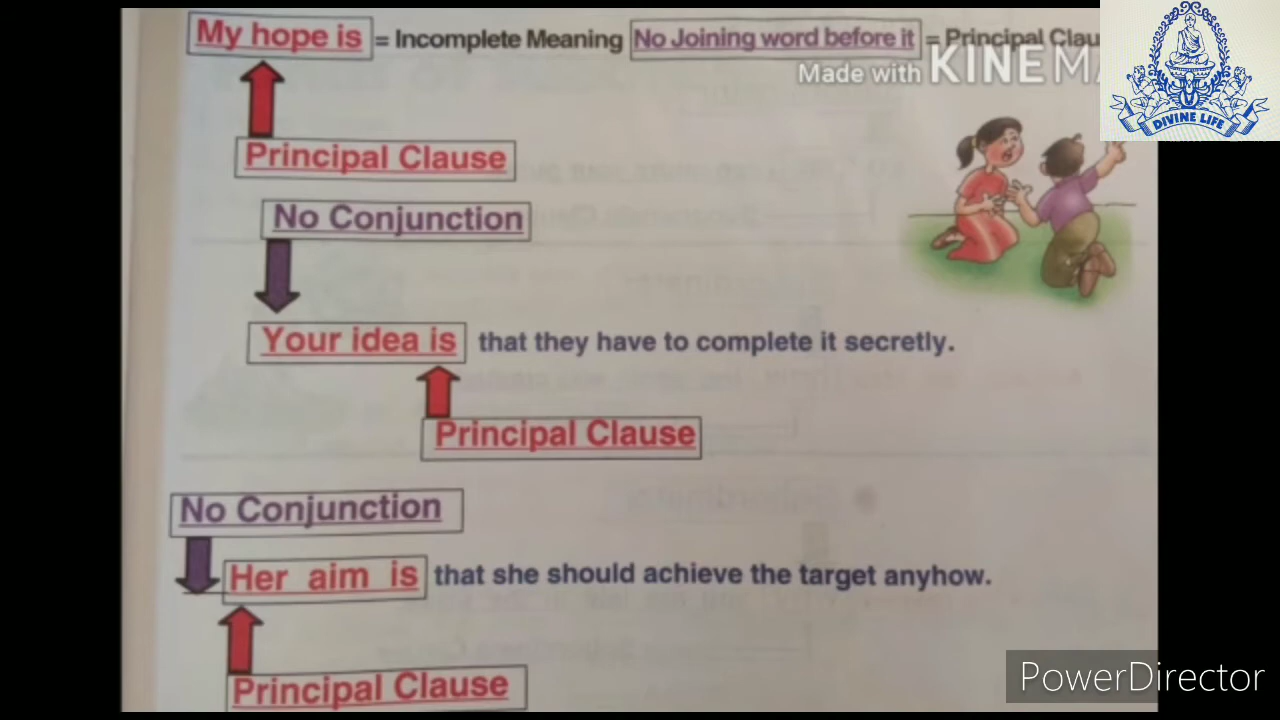 My hope is = Incomplete Meaning No Joining word before it = Principal Clau
Made with KINEMA
DIVINE LIFE
Principal Clause
No Conjunction
Your idea is that they have to complete it secretly.
Principal Clause
No Conjunction
Her aim is that she should achieve the target anyhow.
Principal Clause
PowerDirector